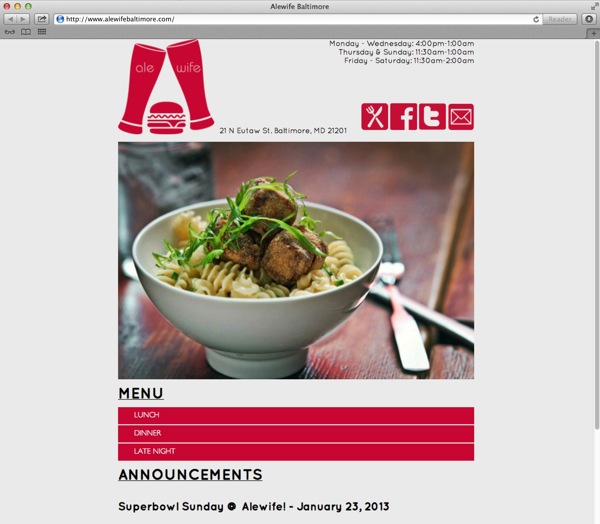 Alewife Baltimore
http://www.alewifebaltimore.com/
Reader
ale wife
Monday - Wednesday: 4:00pm-1:00am
Thursday & Sunday: 11:30am-1:00am
Friday - Saturday: 11:30am-2:00am
21 N Eutaw St. Baltimore, MD 21201
MENU
LUNCH
DINNER
LATE NIGHT
ANNOUNCEMENTS
Superbowl Sunday @ Alewife! - January 23, 2013